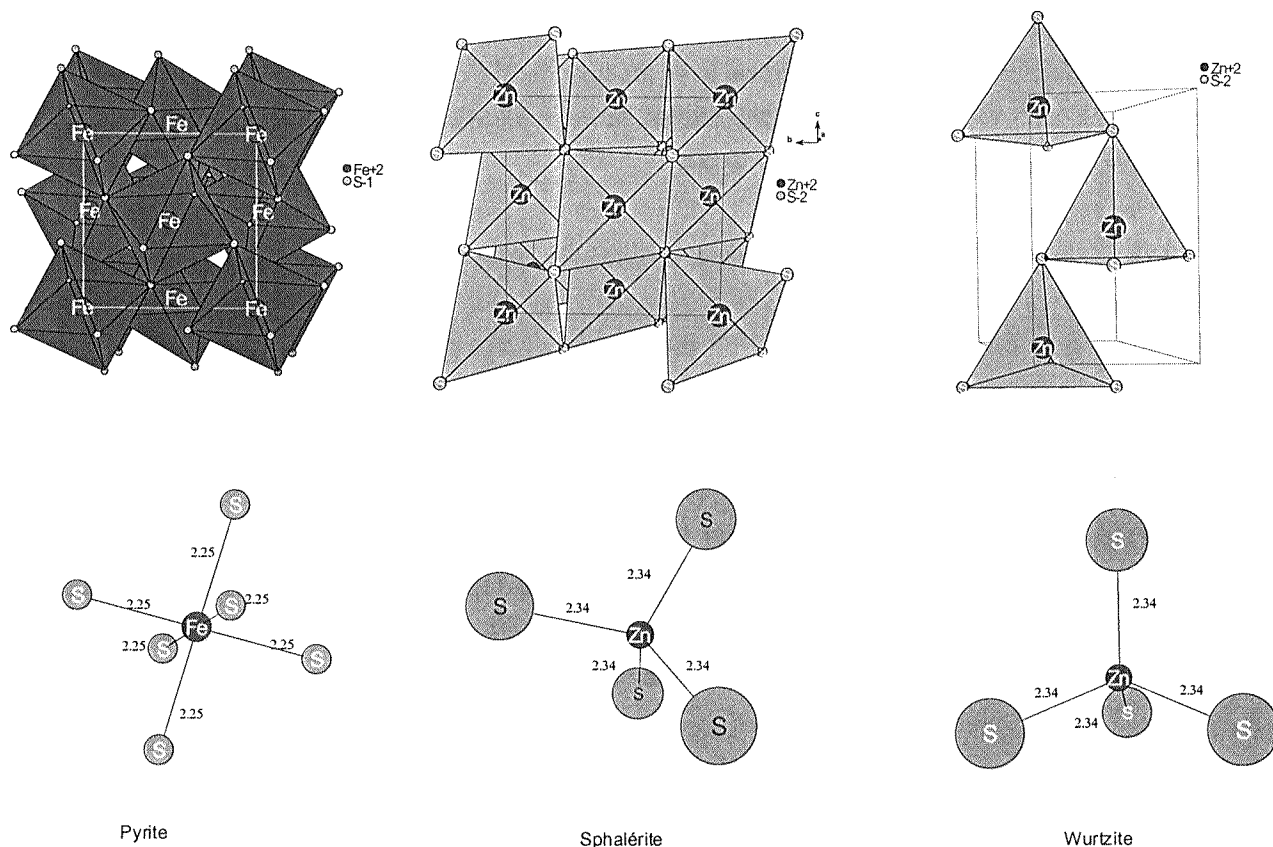 Fe Fe Fe
Fe Fe Fe
Fe Fe Fe
Fe+2
S-1
S S
S
Zn Zn Zn
S
Zn Zn Zn
S S
Zn
Zn Zn
S
S
c
b a
Zn+2
S-2
S
Zn
S S
Zn
S S S
Zn
S S
Zn+2
S-2
S
2.25
S 2.25 2.25
S
Fe
2.25 S 2.25 S
2.25
S
S
2.34
S 2.34
Zn
2.34 2.34
S
S
S
2.34
Zn
2.34 2.34
S 2.34 S S
Pyrite
Sphalérite
Wurtzite